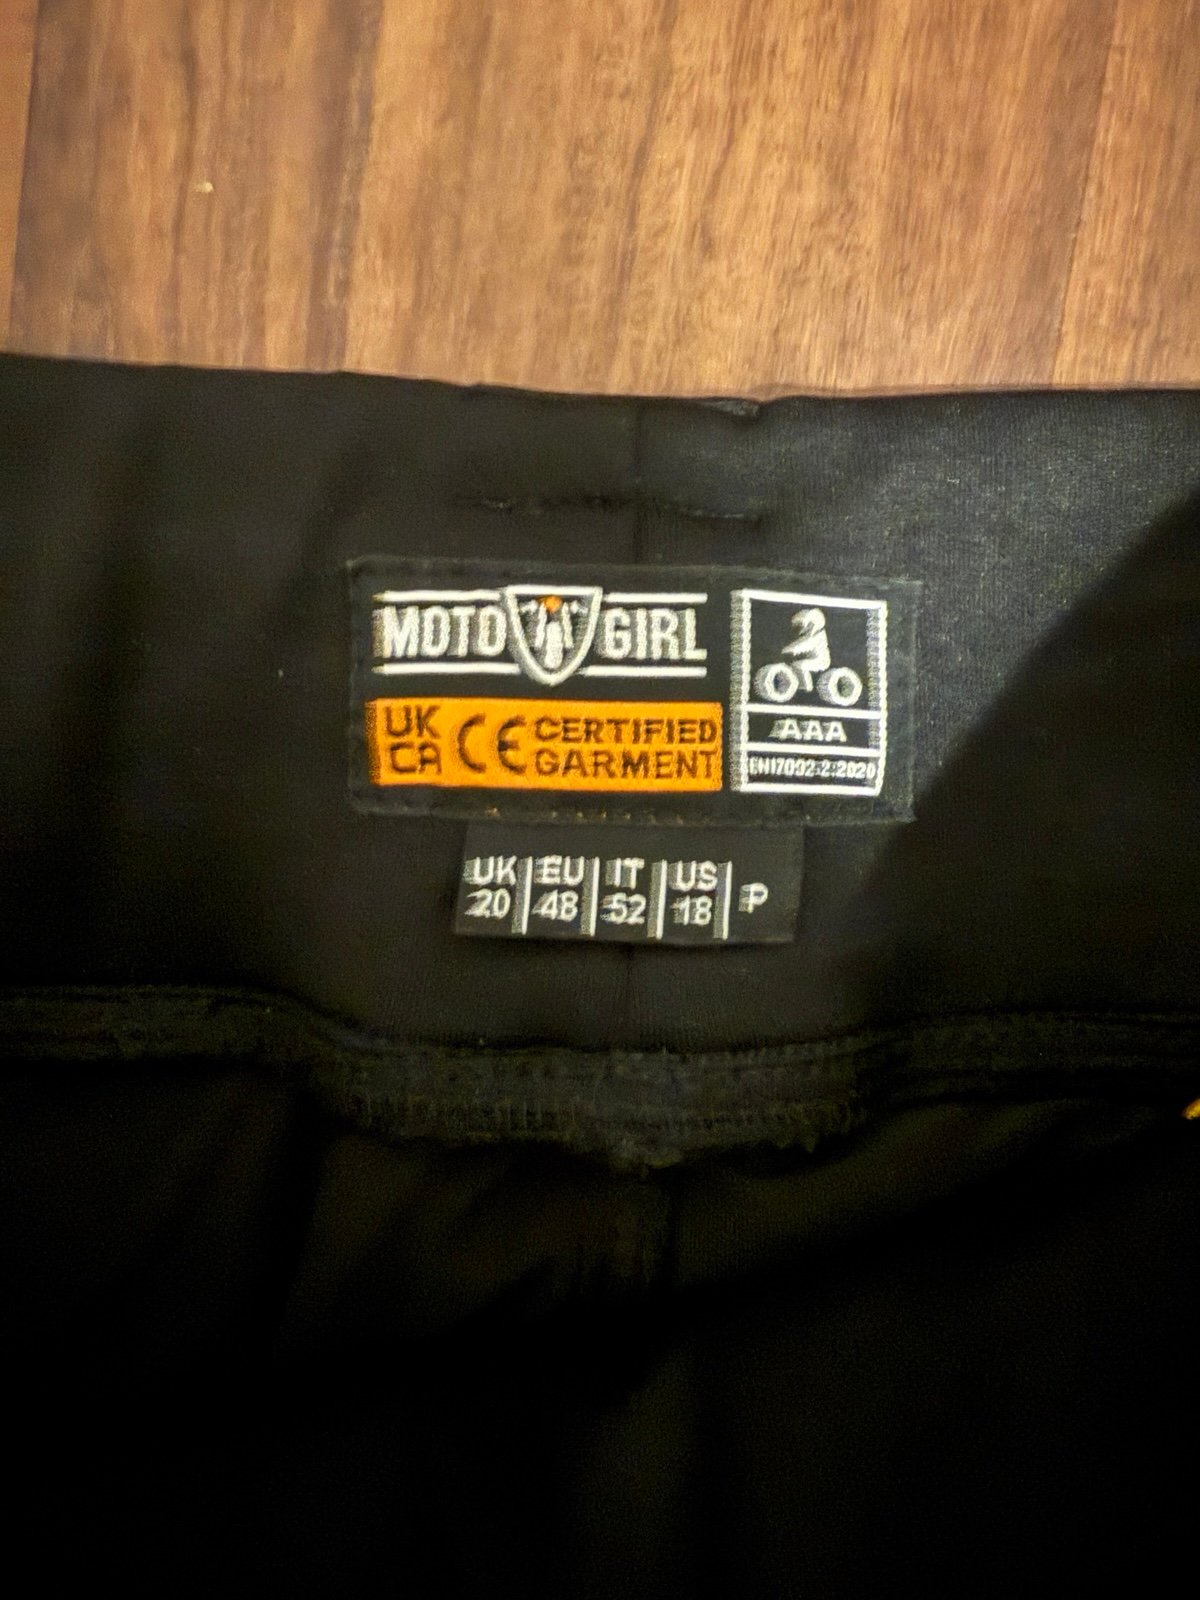 MOTO GIRL
UK
CA CE CERTIFIED
GARMENT
AAA
EN17092-2:2020
UK EU IT US
20 48 52 18 P